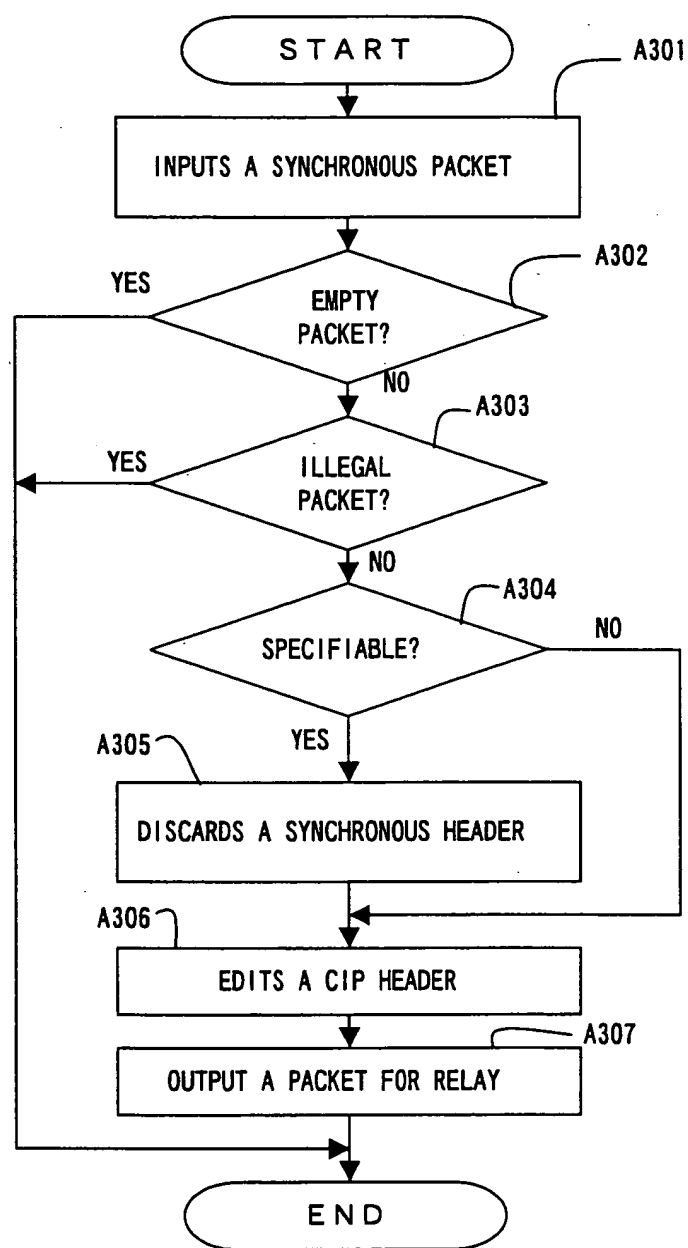 START
A301
INPUTS A SYNCHRONOUS PACKET
A302
YES
EMPTY
PACKET?
NO
A303
YES
ILLEGAL
PACKET?
NO
A304
SPECIFIABLE?
NO
YES
A305
DISCARDS A SYNCHRONOUS HEADER
A306
EDITS A CIP HEADER
A307
OUTPUT A PACKET FOR RELAY
END